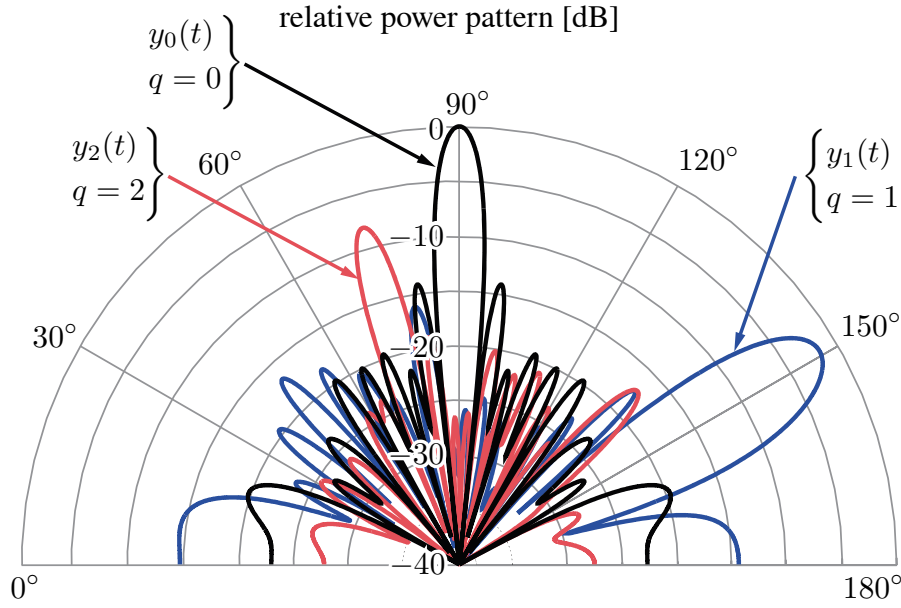 relative power pattern [dB]
y₀(t)
q = 0
90°
0
y₂(t)
q = 2
60°
120°
y₁(t)
q = 1
−10
30°
150°
−20
−30
−40
0°
180°